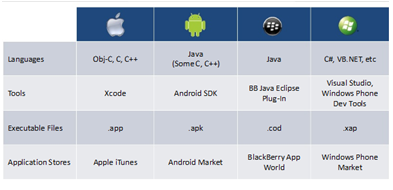 Languages Obj-C, C, C++ Java (Some C, C++) Java C#, VB.NET, etc
Tools Xcode Android SDK BB Java Eclipse Plug-In Visual Studio, Windows Phone Dev Tools
Executable Files .app .apk .cod .xap
Application Stores Apple iTunes Android Market BlackBerry App World Windows Phone Market